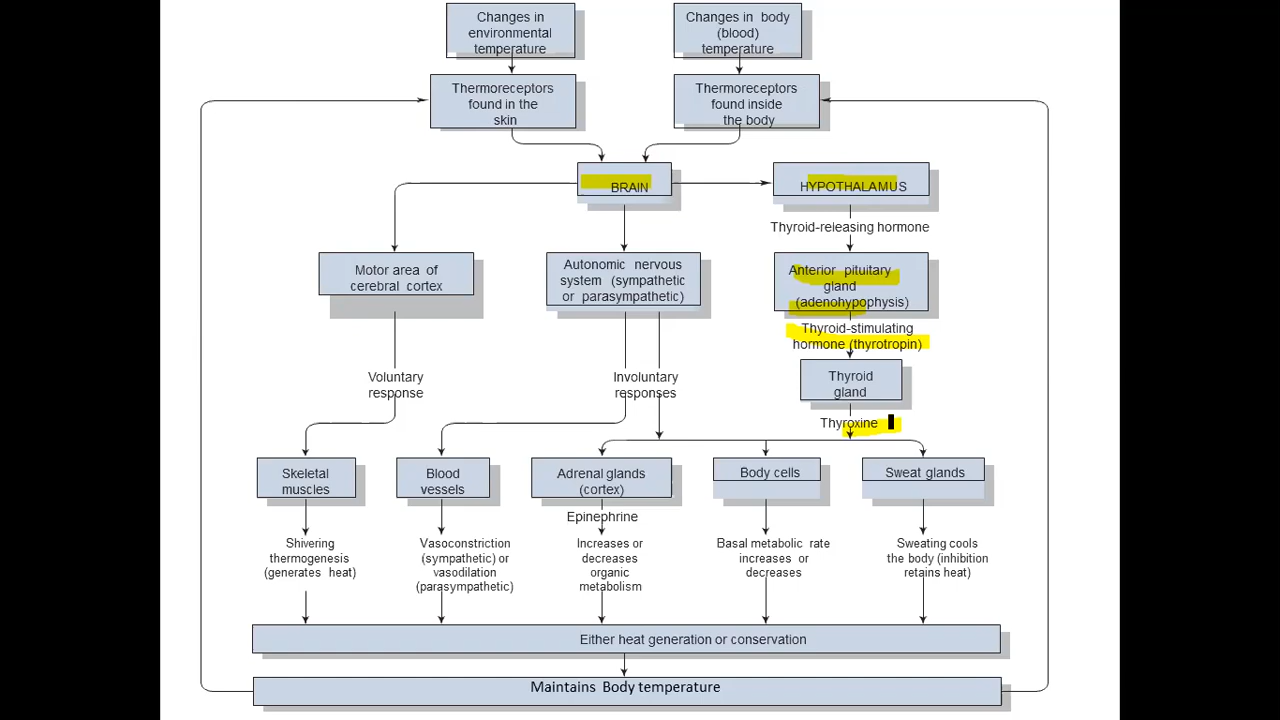 Changes in
environmental
temperature
Changes in body
(blood)
temperature
Thermoreceptors
found in the
skin
Thermoreceptors
found inside
the body
BRAIN
HYPOTHALAMUS
Thyroid-releasing hormone
Motor area of
cerebral cortex
Autonomic nervous
system (sympathetic
or parasympathetic)
Anterior pituitary
gland
(adenohypophysis)
Thyroid-stimulating
hormone (thyrotropin)
Thyroid
gland
Voluntary
response
Involuntary
responses
Thyroxine
Skeletal
muscles
Blood
vessels
Adrenal glands
(cortex)
Body cells
Sweat glands
Epinephrine
Shivering
thermogenesis
(generates heat)
Vasoconstriction
(sympathetic) or
vasodilation
(parasympathetic)
Increases or
decreases
organic
metabolism
Basal metabolic rate
increases or
decreases
Sweating cools
the body (inhibition
retains heat)
Either heat generation or conservation
Maintains Body temperature